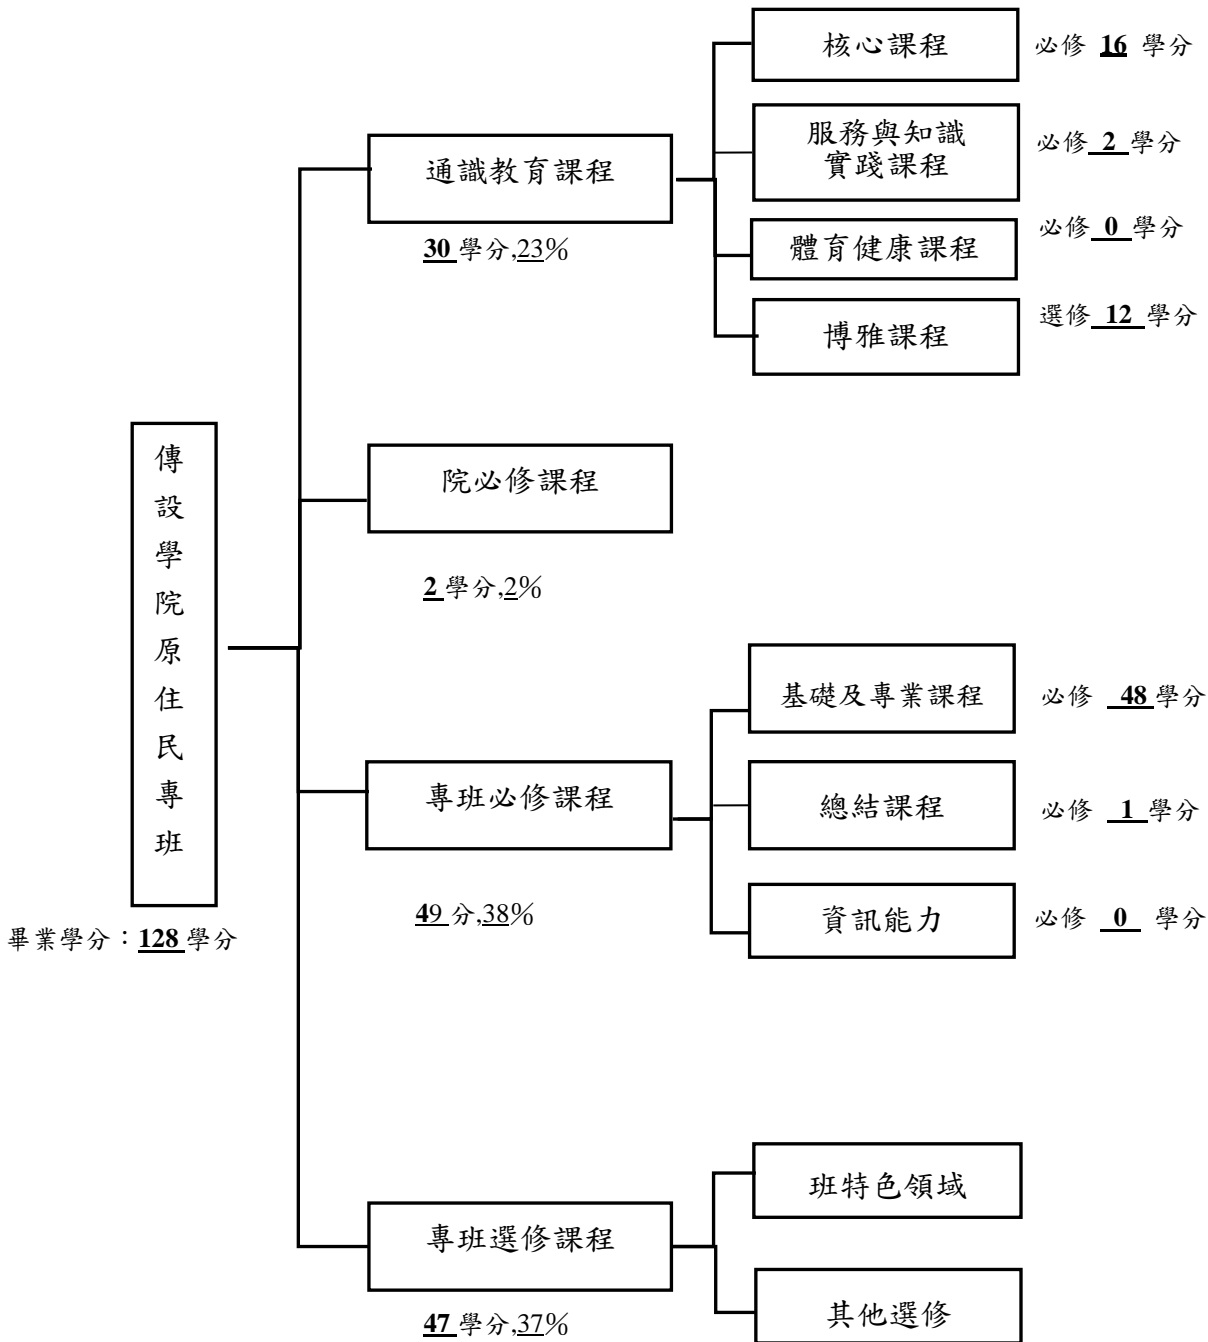 傳設學院原住民專班
畢業學分：128 學分
通識教育課程
30 學分,23%
核心課程
必修 16 學分
服務與知識
實踐課程
必修 2 學分
體育健康課程
必修 0 學分
博雅課程
選修 12 學分
院必修課程
2 學分,2%
專班必修課程
49 分,38%
基礎及專業課程
必修 48 學分
總結課程
必修 1 學分
資訊能力
必修 0 學分
專班選修課程
47 學分,37%
班特色領域
其他選修